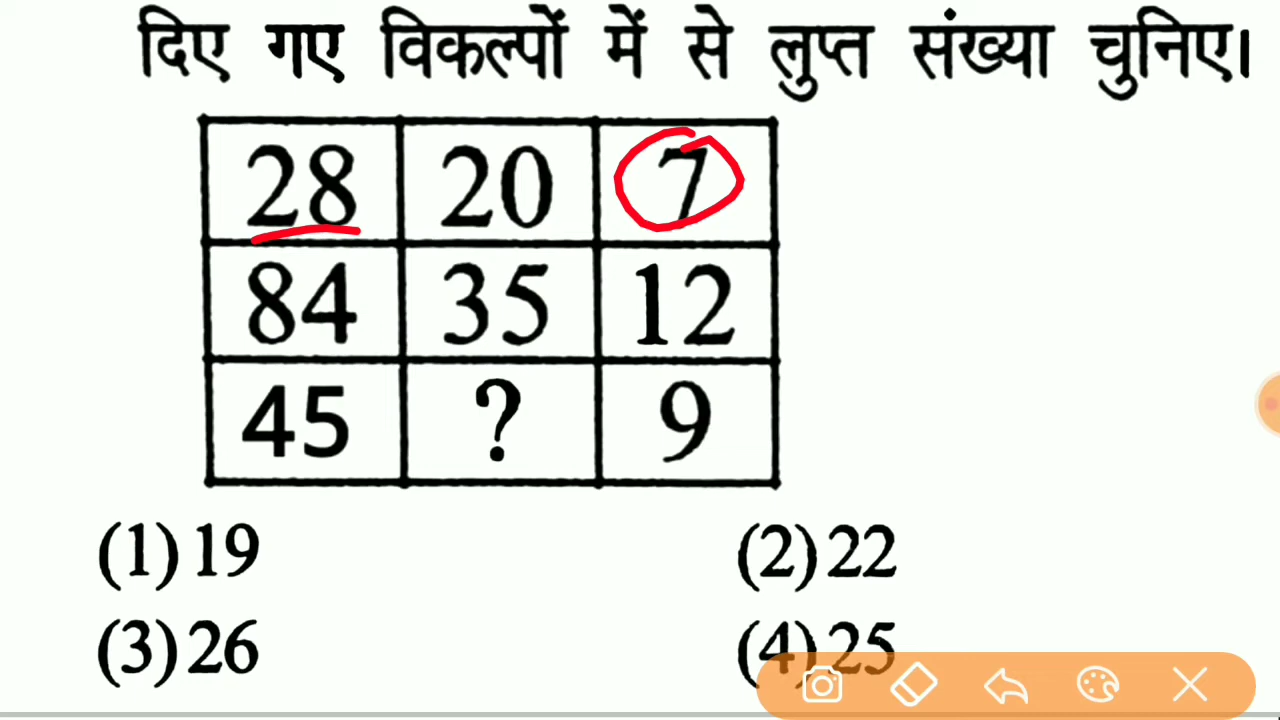 दिए गए विकल्पों में से लुप्त संख्या चुनिए।
28 20 7
84 35 12
45 ? 9
(1) 19 (2) 22
(3) 26 (4) 25